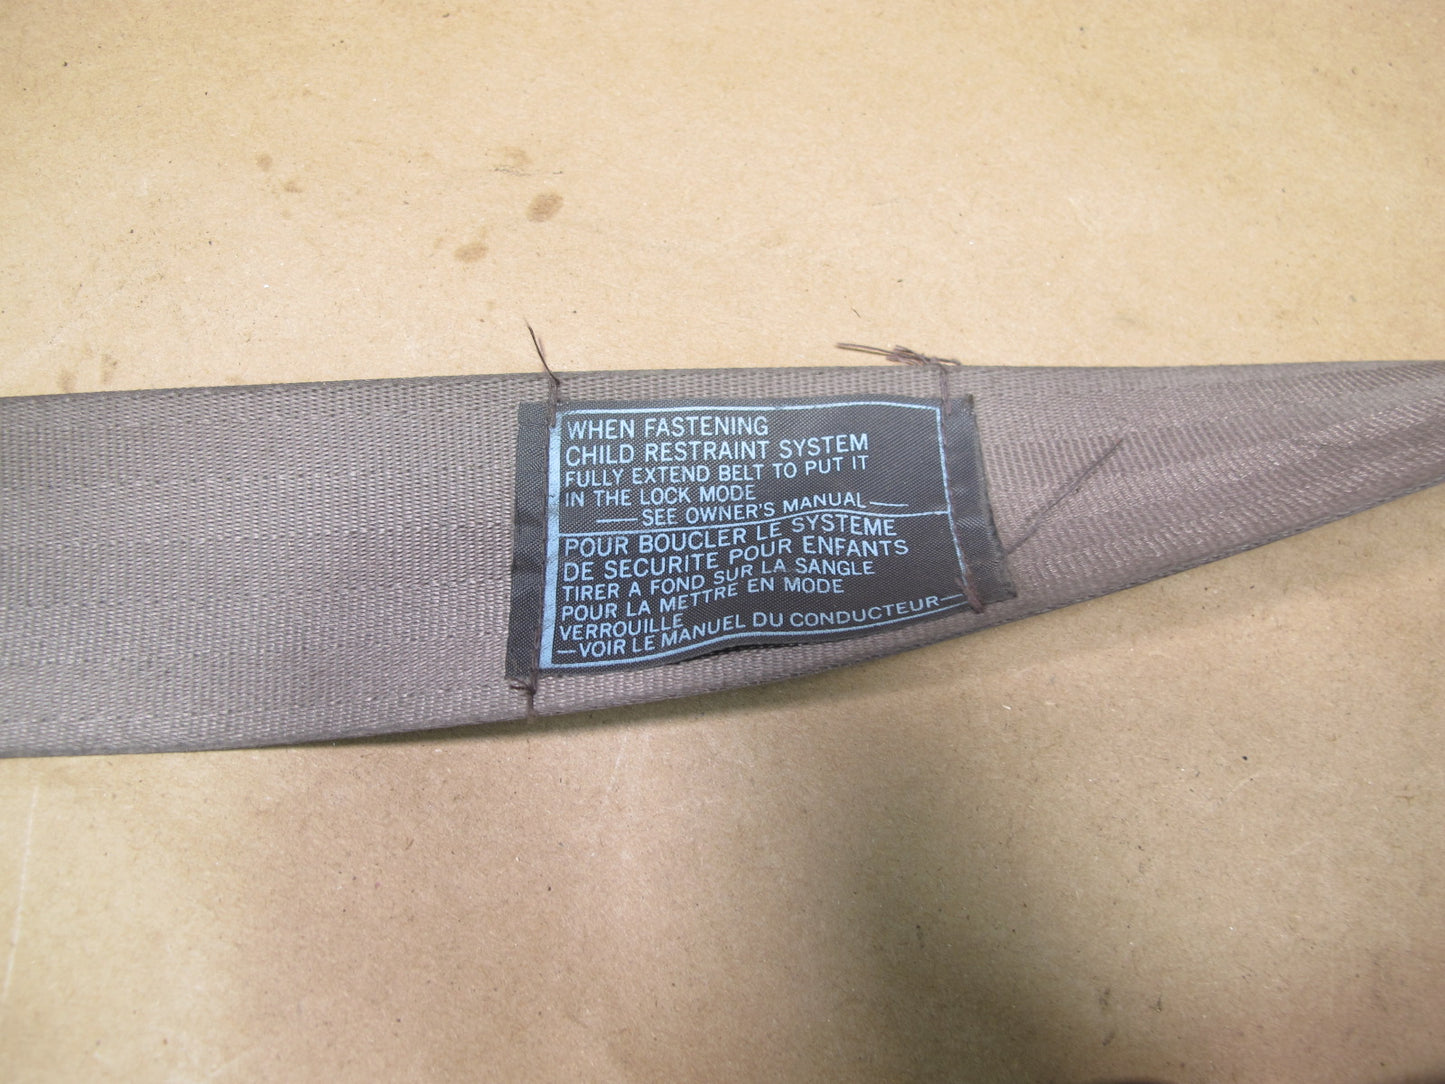 WHEN FASTENING
CHILD RESTRAINT SYSTEM
FULLY EXTEND BELT TO PUT IT
IN THE LOCK MODE
—SEE OWNER'S MANUAL—
POUR BOUCLER LE SYSTEME
DE SECURITE POUR ENFANTS
TIRER A FOND SUR LA SANGLE
POUR LA METTRE EN MODE
VERROUILLE
—VOIR LE MANUEL DU CONDUCTEUR—